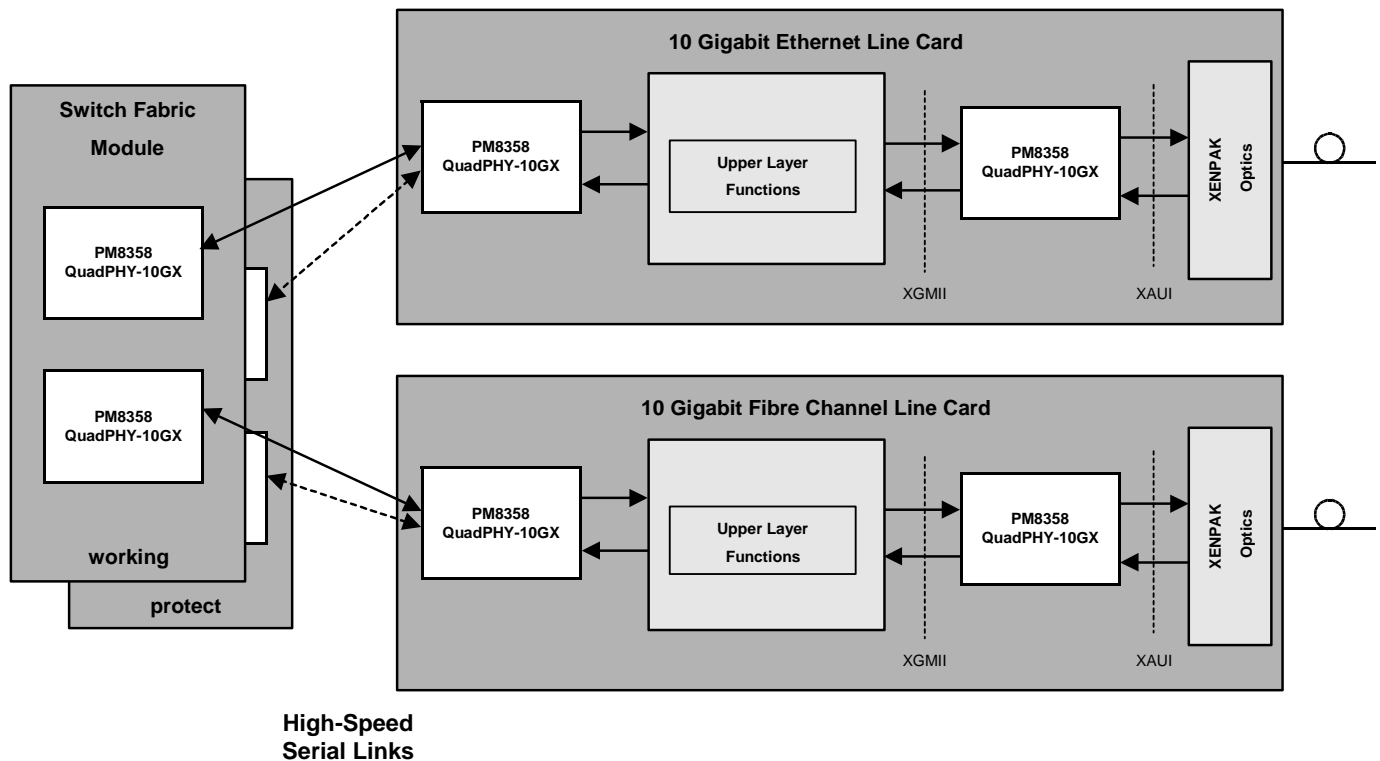 10 Gigabit Ethernet Line Card
Switch Fabric
Module
PM8358
QuadPHY-10GX
PM8358
QuadPHY-10GX
working
protect
PM8358
QuadPHY-10GX
Upper Layer
Functions
PM8358
QuadPHY-10GX
XENPAK
Optics
XGMII
XAUI
10 Gigabit Fibre Channel Line Card
PM8358
QuadPHY-10GX
Upper Layer
Functions
PM8358
QuadPHY-10GX
XENPAK
Optics
XGMII
XAUI
High-Speed
Serial Links